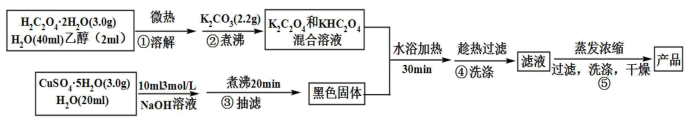 H₂C₂O₄·2H₂O(3.0g)
H₂O(40ml)乙醇（2ml）
微热
①溶解
K₂CO₃(2.2g)
②煮沸
K₂C₂O₄和KHC₂O₄
混合溶液
CuSO₄·5H₂O(3.0g)
H₂O(20ml)
10ml3mol/L
NaOH溶液
煮沸20min
③抽滤
黑色固体
水浴加热
30min
趁热过滤
④洗涤
滤液
蒸发浓缩
过滤，洗涤，干燥
⑤
产品